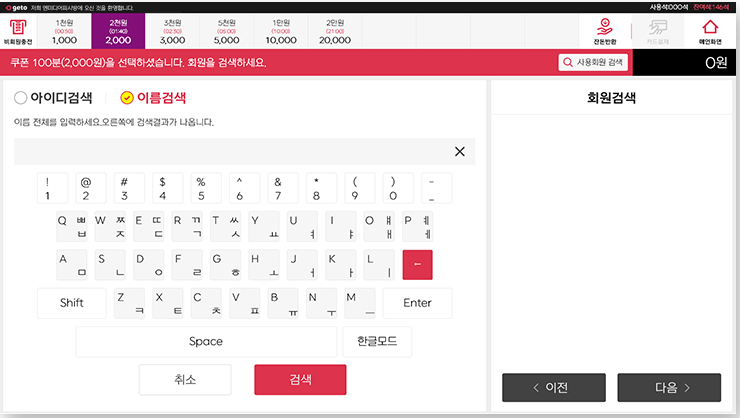 geto 저희 엔미디어피시방에 오신 것을 환영합니다. 사용석000석 잔여석146석
비회원충전
1천원 2천원 3천원 5천원 1만원 2만원
(00:50) (01:40) (02:30) (05:00) (10:00) (21:00)
1,000 2,000 3,000 5,000 10,000 20,000
잔돈반환 카드결제 메인화면
쿠폰 100분(2,000원)을 선택하셨습니다. 회원을 검색하세요.
사용회원 검색
0원
아이디검색 이름검색
이름 전체를 입력하세요.오른쪽에 검색결과가 나옵니다.
회원검색
! @ # $ % ^ & * ( ) -
1 2 3 4 5 6 7 8 9 0 _
Q ㅃ W ㅉ E ㄸ R ㄲ T ㅆ Y U I O ㅒ P ㅖ
ㅂ ㅈ ㄷ ㄱ ㅅ ㅛ ㅕ ㅑ ㅐ ㅔ
A S D F G H J K L
ㅁ ㄴ ㅇ ㄹ ㅎ ㅗ ㅓ ㅏ ㅣ ←
Shift Z X C V B N M Enter
ㅋ ㅌ ㅊ ㅍ ㅠ ㅜ ㅡ
Space 한글모드
취소 검색
< 이전 다음 >